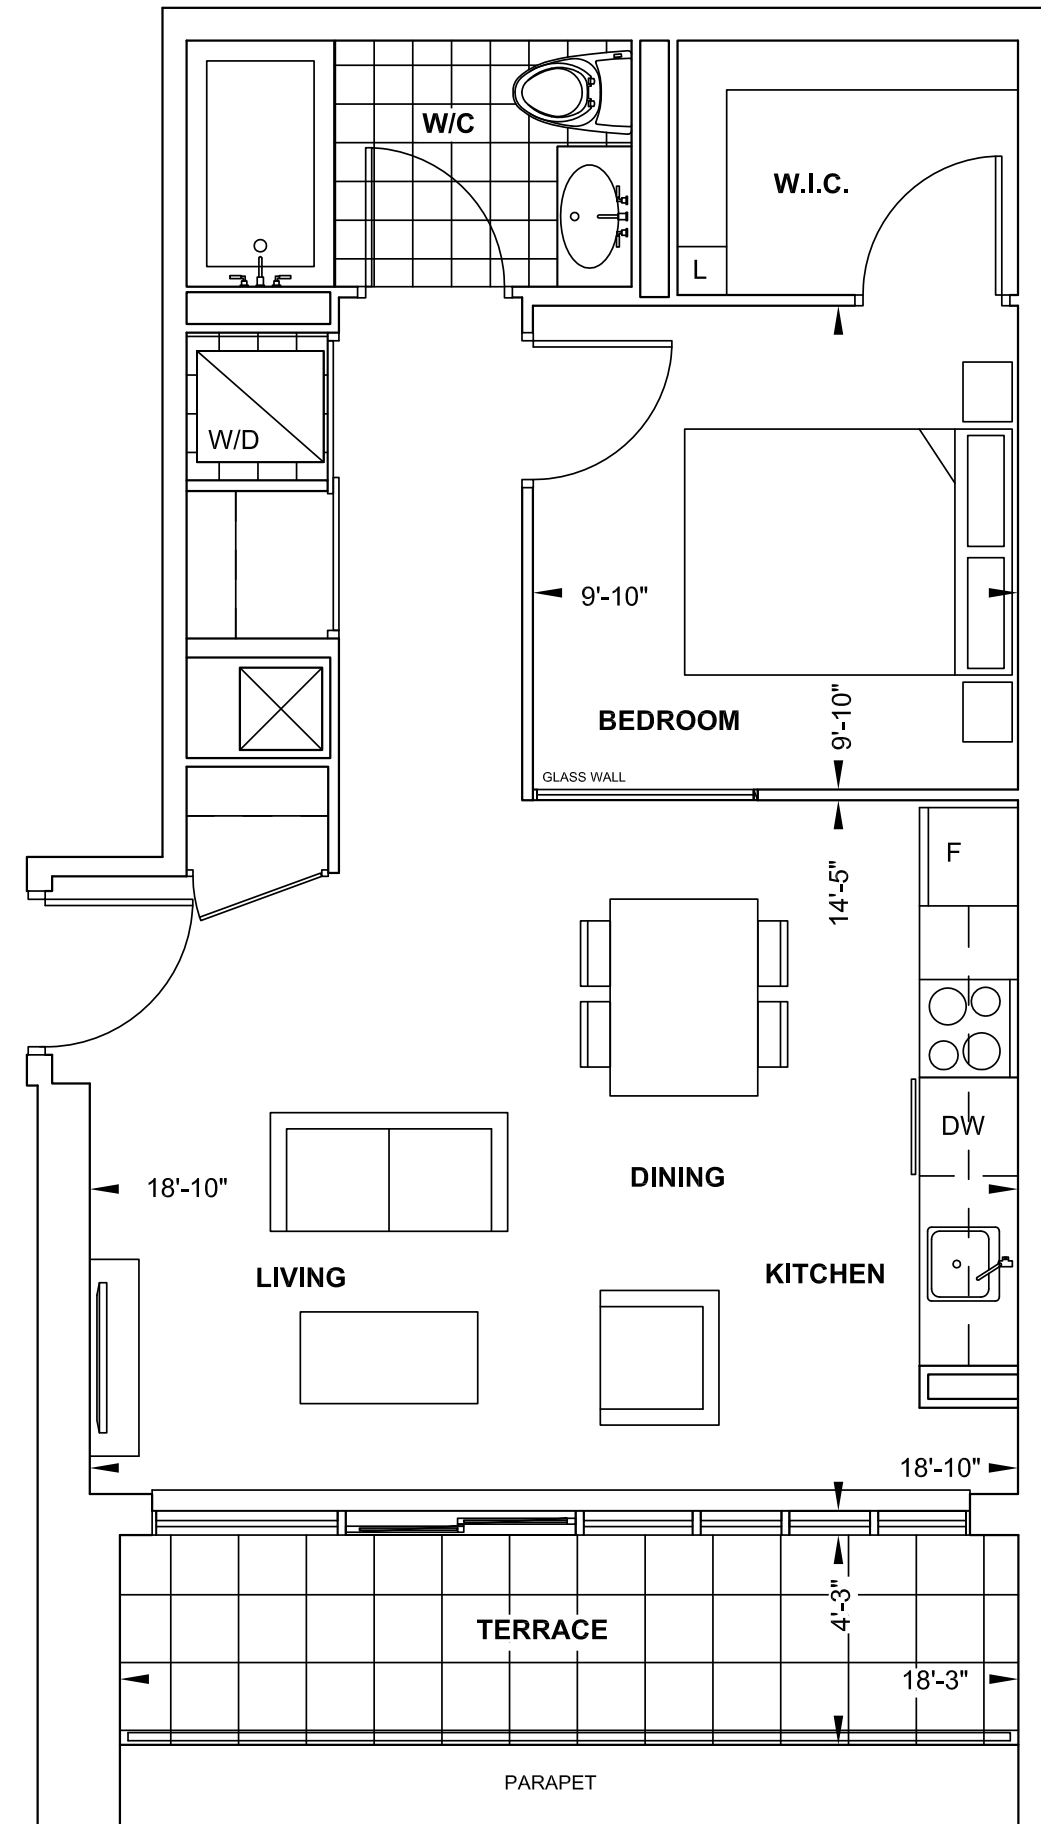 W/C
W.I.C.
L
W/D
9'-10"
BEDROOM
9'-10"
GLASS WALL
F
14'-5"
DW
DINING
18'-10"
LIVING
KITCHEN
18'-10"
4'-3"
TERRACE
18'-3"
PARAPET